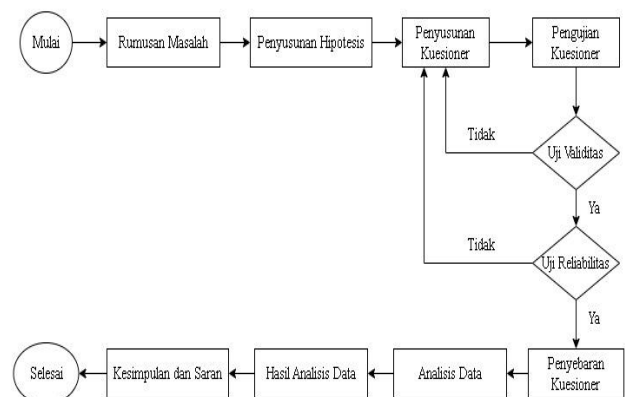 Mulai
Rumusan Masalah
Penyusunan Hipotesis
Penyusunan
Kuesioner
Pengujian
Kuesioner
Tidak
Uji Validitas
Ya
Tidak
Uji Reliabilitas
Ya
Selesai
Kesimpulan dan Saran
Hasil Analisis Data
Analisis Data
Penyebaran
Kuesioner